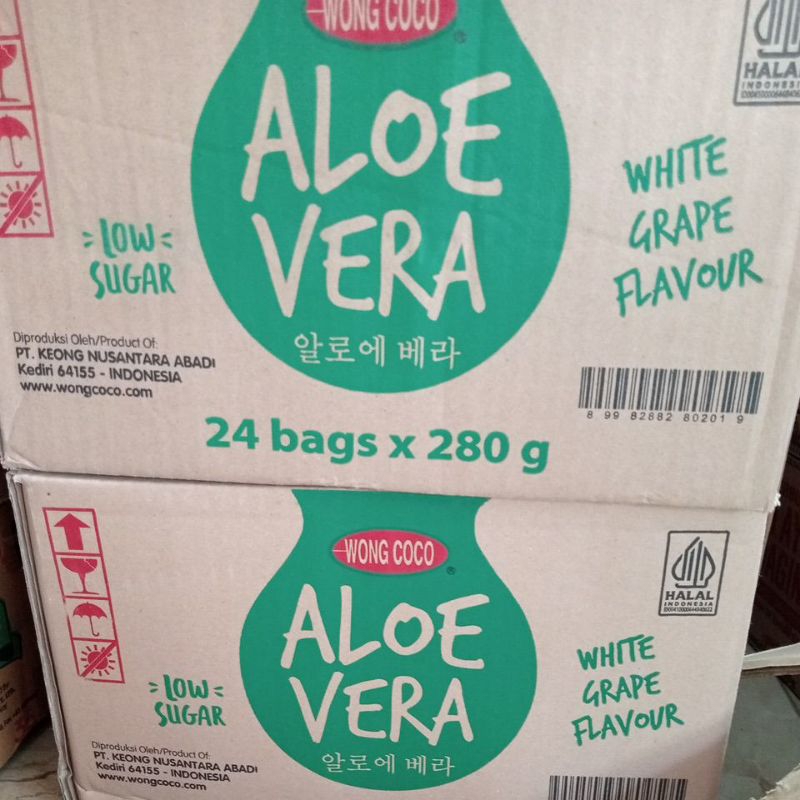 WONG COCO
ALOE
VERA
알로에 베라
LOW
SUGAR
WHITE
GRAPE
FLAVOUR
HALAL
INDONESIA
Diproduksi Oleh/Product Of:
PT. KEONG NUSANTARA ABADI
Kediri 64155 - INDONESIA
www.wongcoco.com
8 99 82882 80201 9
24 bags x 280 g
WONG COCO
ALOE
VERA
알로에 베라
LOW
SUGAR
WHITE
GRAPE
FLAVOUR
HALAL
INDONESIA
Diproduksi Oleh/Product Of:
PT. KEONG NUSANTARA ABADI
Kediri 64155 - INDONESIA
www.wongcoco.com